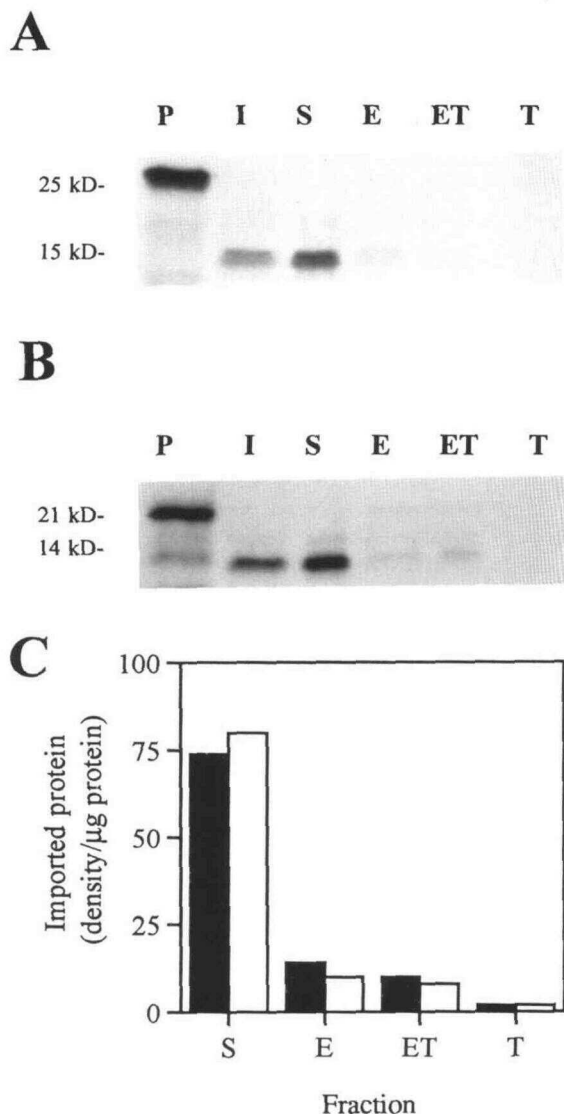 A
P I S E ET T
25 kD-
15 kD-
B
P I S E ET T
21 kD-
14 kD-
C
100
75
50
25
0
Imported protein
(density/µg protein)
S E ET T
Fraction